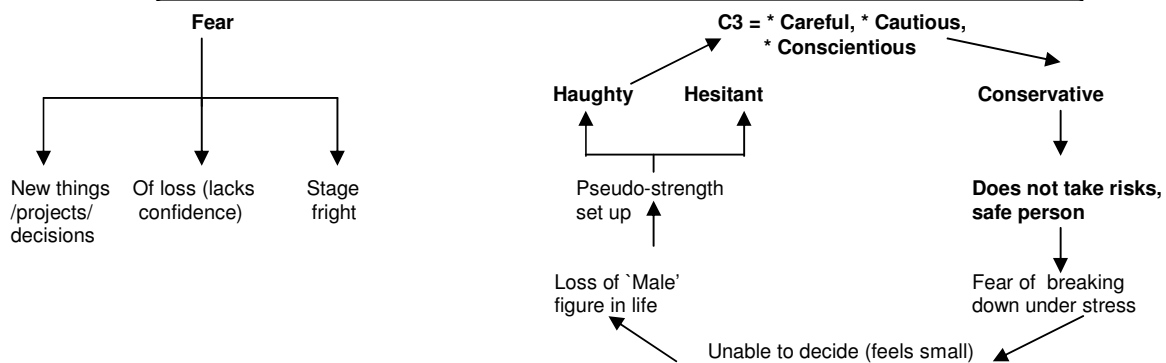 Fear
New things
/projects/
decisions
Of loss (lacks
confidence)
Stage
fright
C3 = * Careful, * Cautious,
* Conscientious
Haughty
Hesitant
Conservative
Pseudo-strength
set up
Does not take risks,
safe person
Loss of `Male'
figure in life
Fear of breaking
down under stress
Unable to decide (feels small)